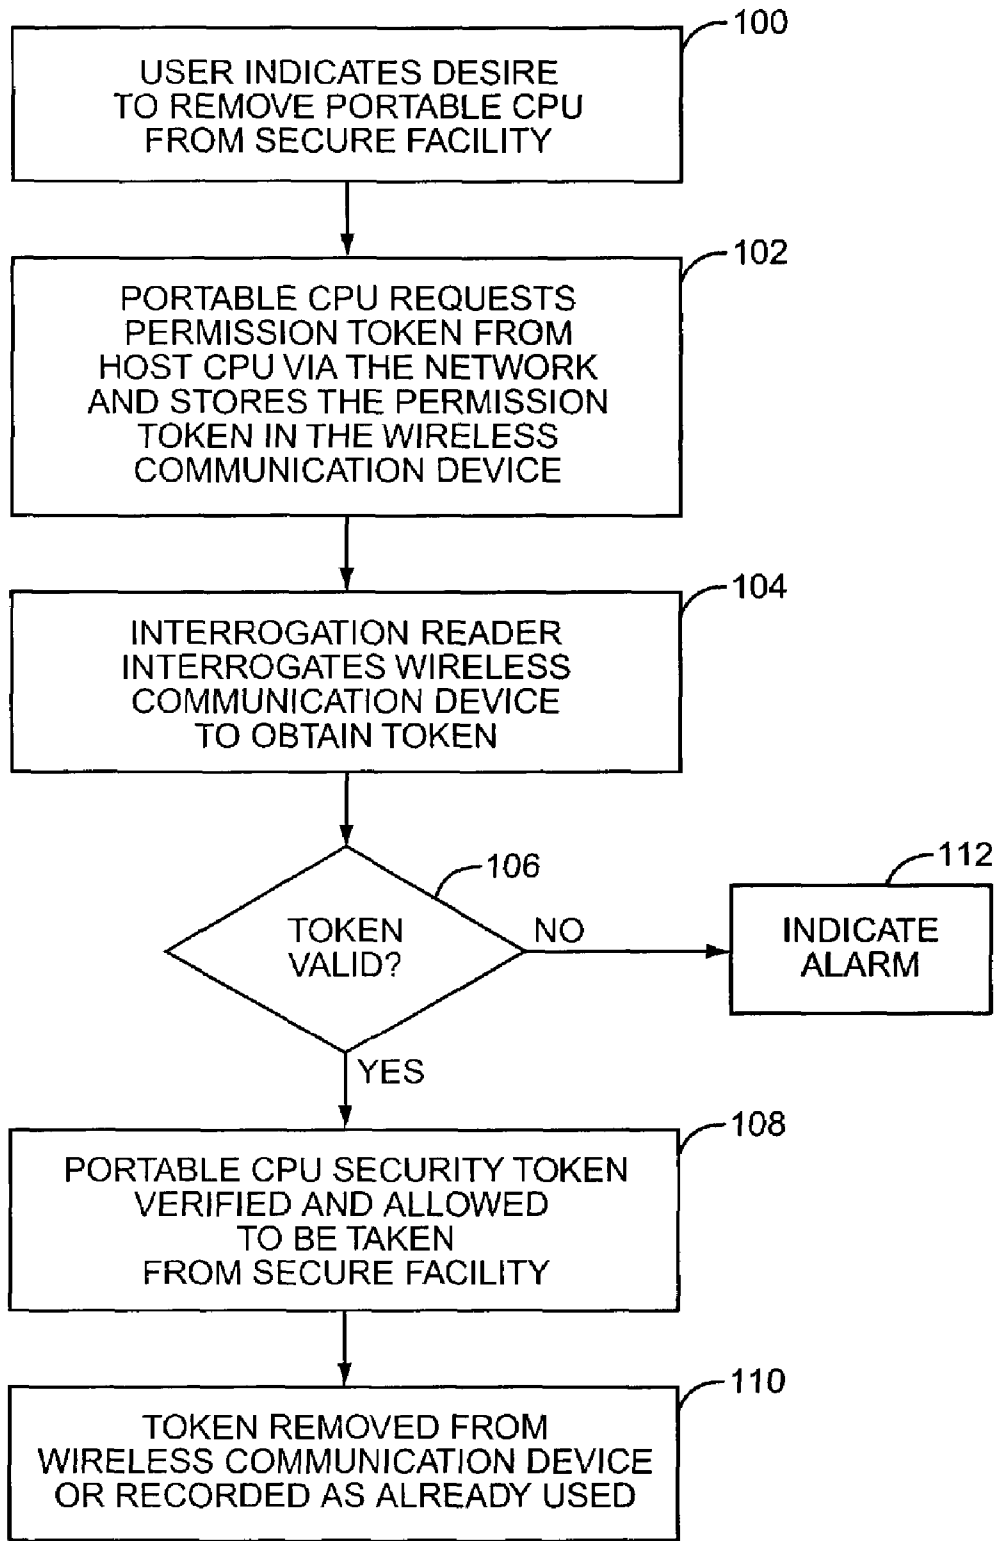 100
USER INDICATES DESIRE
TO REMOVE PORTABLE CPU
FROM SECURE FACILITY
102
PORTABLE CPU REQUESTS
PERMISSION TOKEN FROM
HOST CPU VIA THE NETWORK
AND STORES THE PERMISSION
TOKEN IN THE WIRELESS
COMMUNICATION DEVICE
104
INTERROGATION READER
INTERROGATES WIRELESS
COMMUNICATION DEVICE
TO OBTAIN TOKEN
106
TOKEN
VALID?
NO
112
INDICATE
ALARM
YES
108
PORTABLE CPU SECURITY TOKEN
VERIFIED AND ALLOWED
TO BE TAKEN
FROM SECURE FACILITY
110
TOKEN REMOVED FROM
WIRELESS COMMUNICATION DEVICE
OR RECORDED AS ALREADY USED